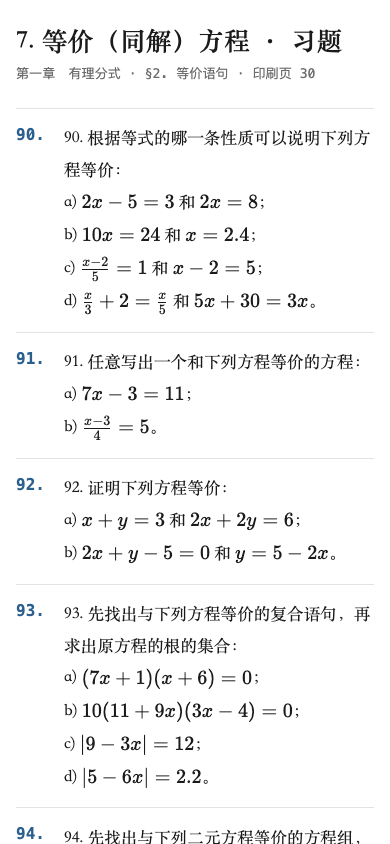 7. 等价（同解）方程 · 习题
第一章 有理分式 · §2. 等价语句 · 印刷页 30
90. 90. 根据等式的哪一条性质可以说明下列方
程等价：
a) 2x − 5 = 3 和 2x = 8；
b) 10x = 24 和 x = 2.4；
c) \frac{x−2}{5} = 1 和 x − 2 = 5；
d) \frac{x}{3} + 2 = \frac{x}{5} 和 5x + 30 = 3x。
91. 91. 任意写出一个和下列方程等价的方程：
a) 7x − 3 = 11；
b) \frac{x−3}{4} = 5。
92. 92. 证明下列方程等价：
a) x + y = 3 和 2x + 2y = 6；
b) 2x + y − 5 = 0 和 y = 5 − 2x。
93. 93. 先找出与下列方程等价的复合语句，再
求出原方程的根的集合：
a) (7x + 1)(x + 6) = 0；
b) 10(11 + 9x)(3x − 4) = 0；
c) |9 − 3x| = 12；
d) |5 − 6x| = 2.2。
94. 94. 先找出与下列二元方程等价的方程组，